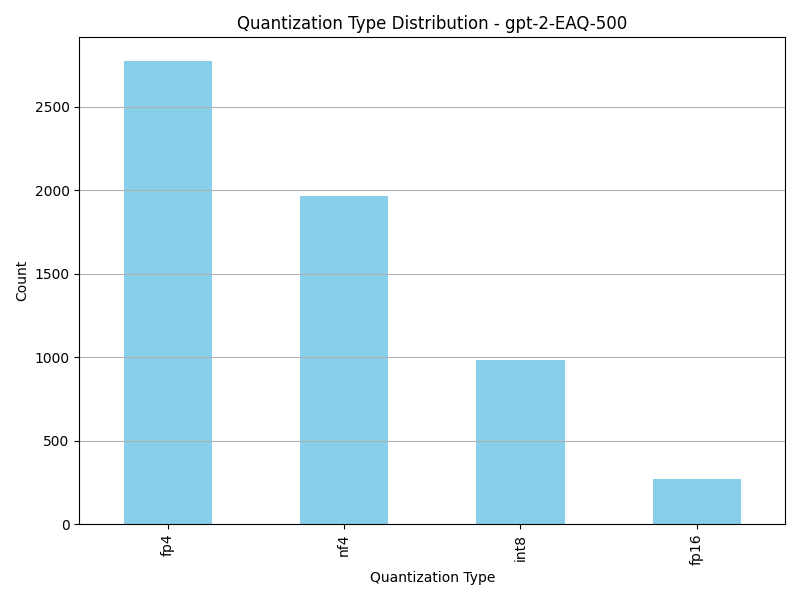 Quantization Type Distribution - gpt-2-EAQ-500
Count
2500
2000
1500
1000
500
0
fp4
nf4
int8
fp16
Quantization Type